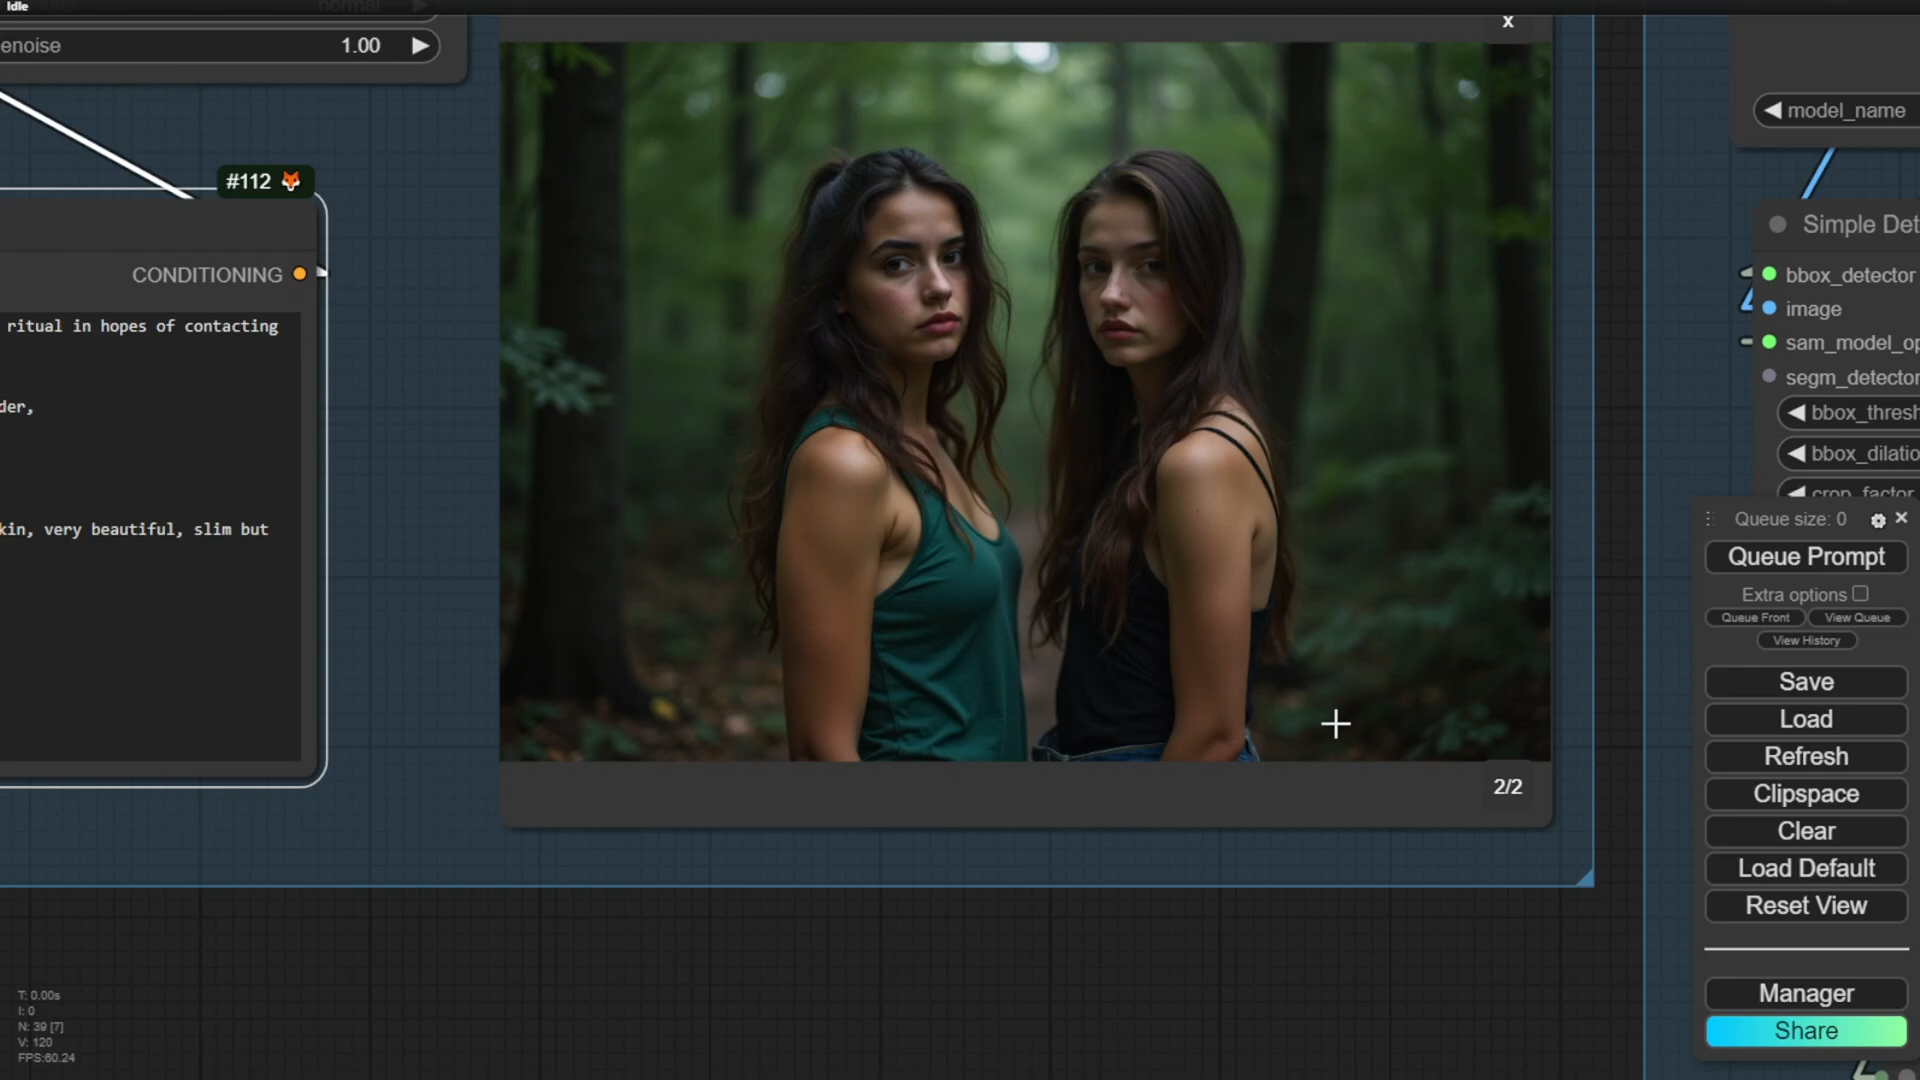 Idle
normal
enoise 1.00
x
model_name
#112
Simple Det
CONDITIONING
bbox_detector
image
sam_model_op
segm_detector
bbox_thresh
bbox_dilatio
crop_factor
ritual in hopes of contacting
der,
kin, very beautiful, slim but
2/2
Queue size: 0
Queue Prompt
Extra options
Queue Front View Queue
View History
Save
Load
Refresh
Clipspace
Clear
Load Default
Reset View
Manager
Share
T: 0.00s
I: 0
N: 39 [7]
V: 120
FPS:60.24